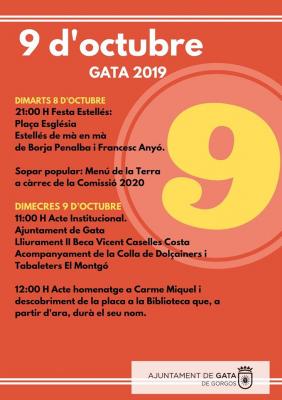 9 d'octubre
GATA 2019
DIMARTS 8 D'OCTUBRE
21:00 H Festa Estellés:
Plaça Església
Estellés de mà en mà
de Borja Penalba i Francesc Anyó.
Sopar popular: Menú de la Terra
a càrrec de la Comissió 2020
DIMECRES 9 D'OCTUBRE
11:00 H Acte Institucional.
Ajuntament de Gata
Lliurament II Beca Vicent Caselles Costa
Acompanyament de la Colla de Dolçainers i
Tabaleters El Montgó
12:00 H Acte homenatge a Carme Miquel i
descobriment de la placa a la Biblioteca que, a
partir d'ara, durà el seu nom.
9
AJUNTAMENT DE GATA
DE GORGOS